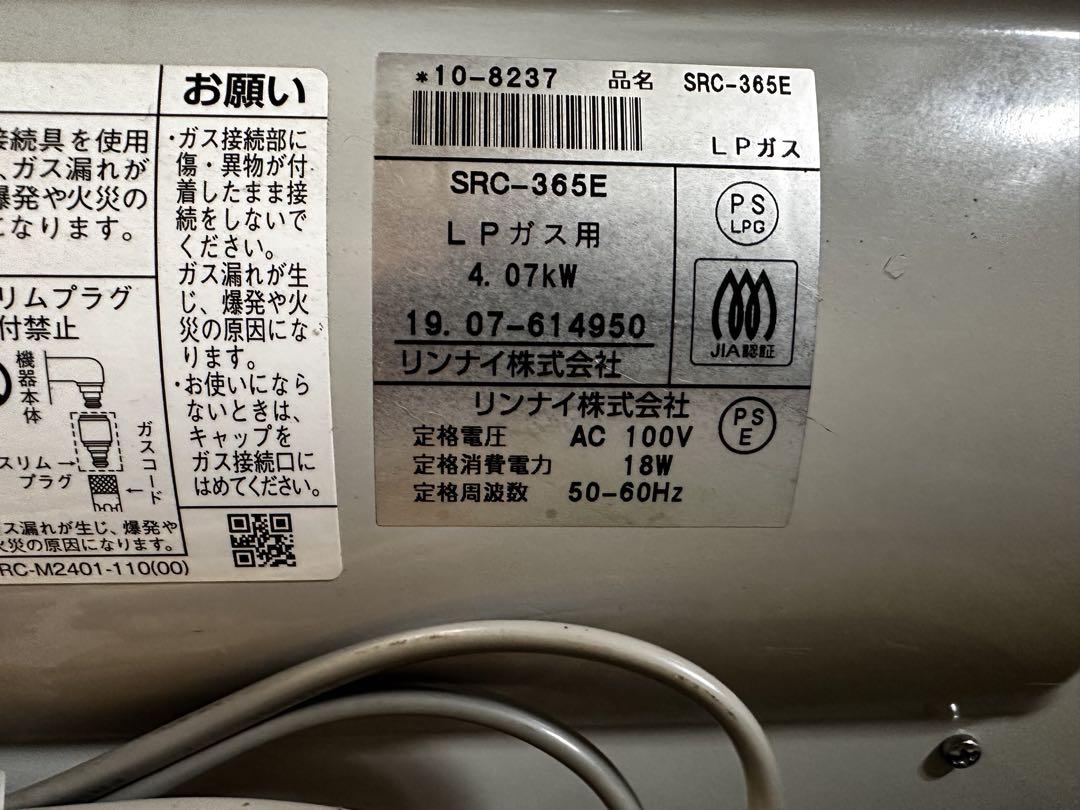 接続具を使用
、ガス漏れが
爆発や火災の
になります。
リムプラグ
付禁止
機器本体
ガスコード
スリム
プラグ
ス漏れが生じ、爆発や
火災の原因になります。
RC-M2401-110(00)
お願い
・ガス接続部に
傷・異物が付
着したまま接
続をしないで
ください。
ガス漏れが生
じ、爆発や火
災の原因にな
ります。
・お使いになら
ないときは、
キャップを
ガス接続口に
はめてください。
*10-8237 品名 SRC-365E
LPガス
SRC-365E
LPガス用
4.07kW
19.07-614950
リンナイ株式会社
PS
LPG
JIA認証
リンナイ株式会社
定格電圧 AC 100V
定格消費電力 18W
定格周波数 50-60Hz
PS
E